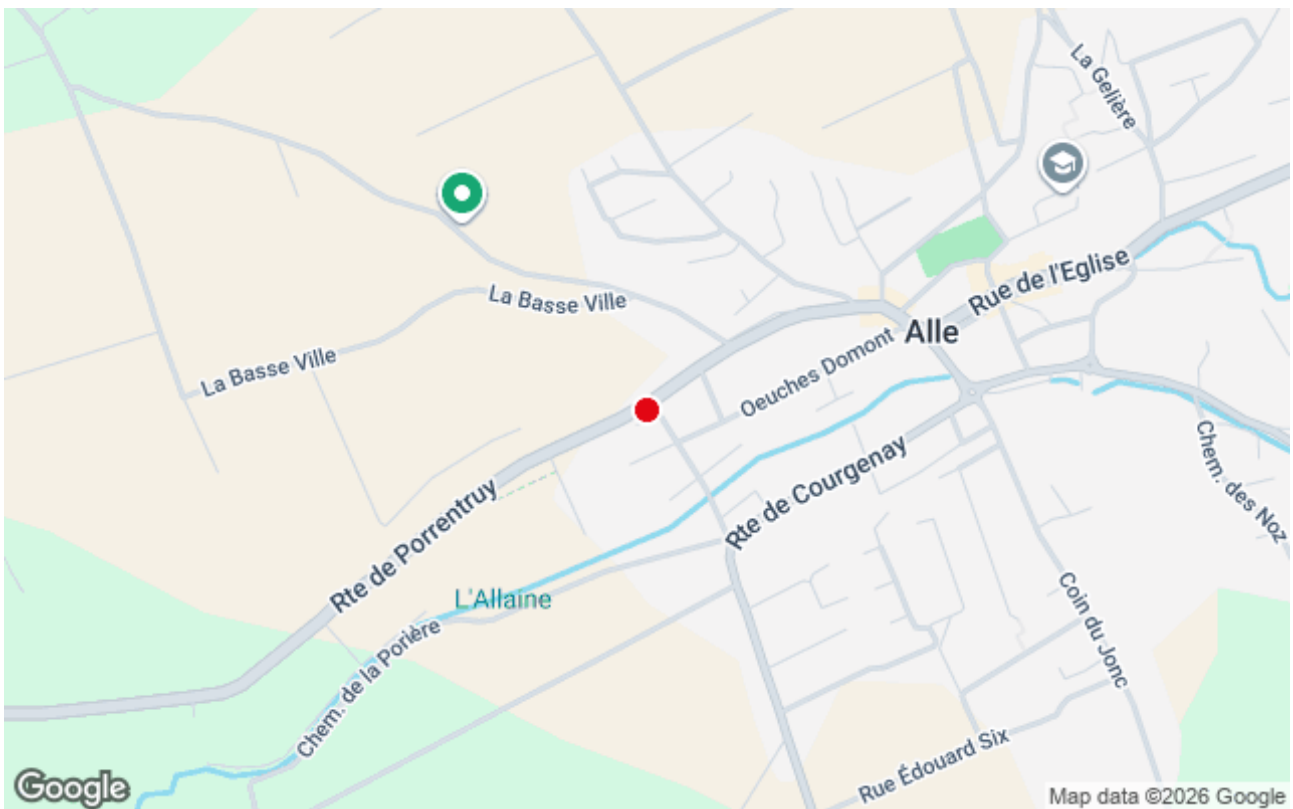 La Gelière
La Basse Ville
Rue de l'Eglise
Alle
La Basse Ville
Oeuches Domont
Rte de Courgenay
Chem. des Noz
Rte de Porrentruy
L'Allaine
Chem. de la Porière
Coin du Jonc
Rue Édouard Six
Google
Map data ©2026 Google